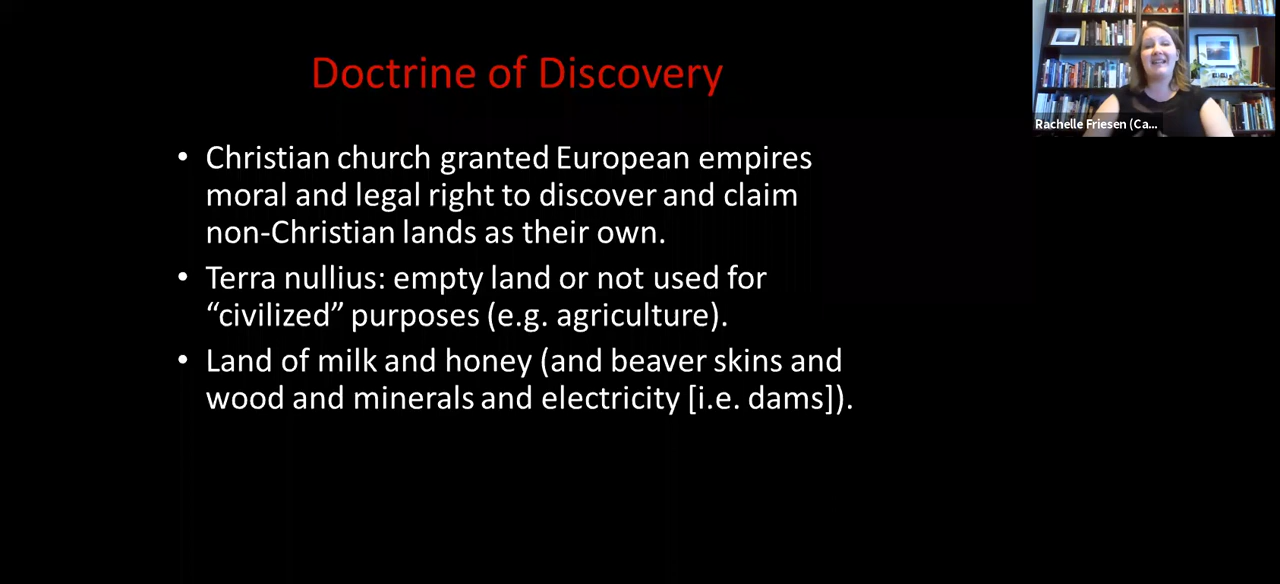 Doctrine of Discovery
Rachelle Friesen (Ca...
• Christian church granted European empires
moral and legal right to discover and claim
non-Christian lands as their own.
• Terra nullius: empty land or not used for
“civilized” purposes (e.g. agriculture).
• Land of milk and honey (and beaver skins and
wood and minerals and electricity [i.e. dams]).